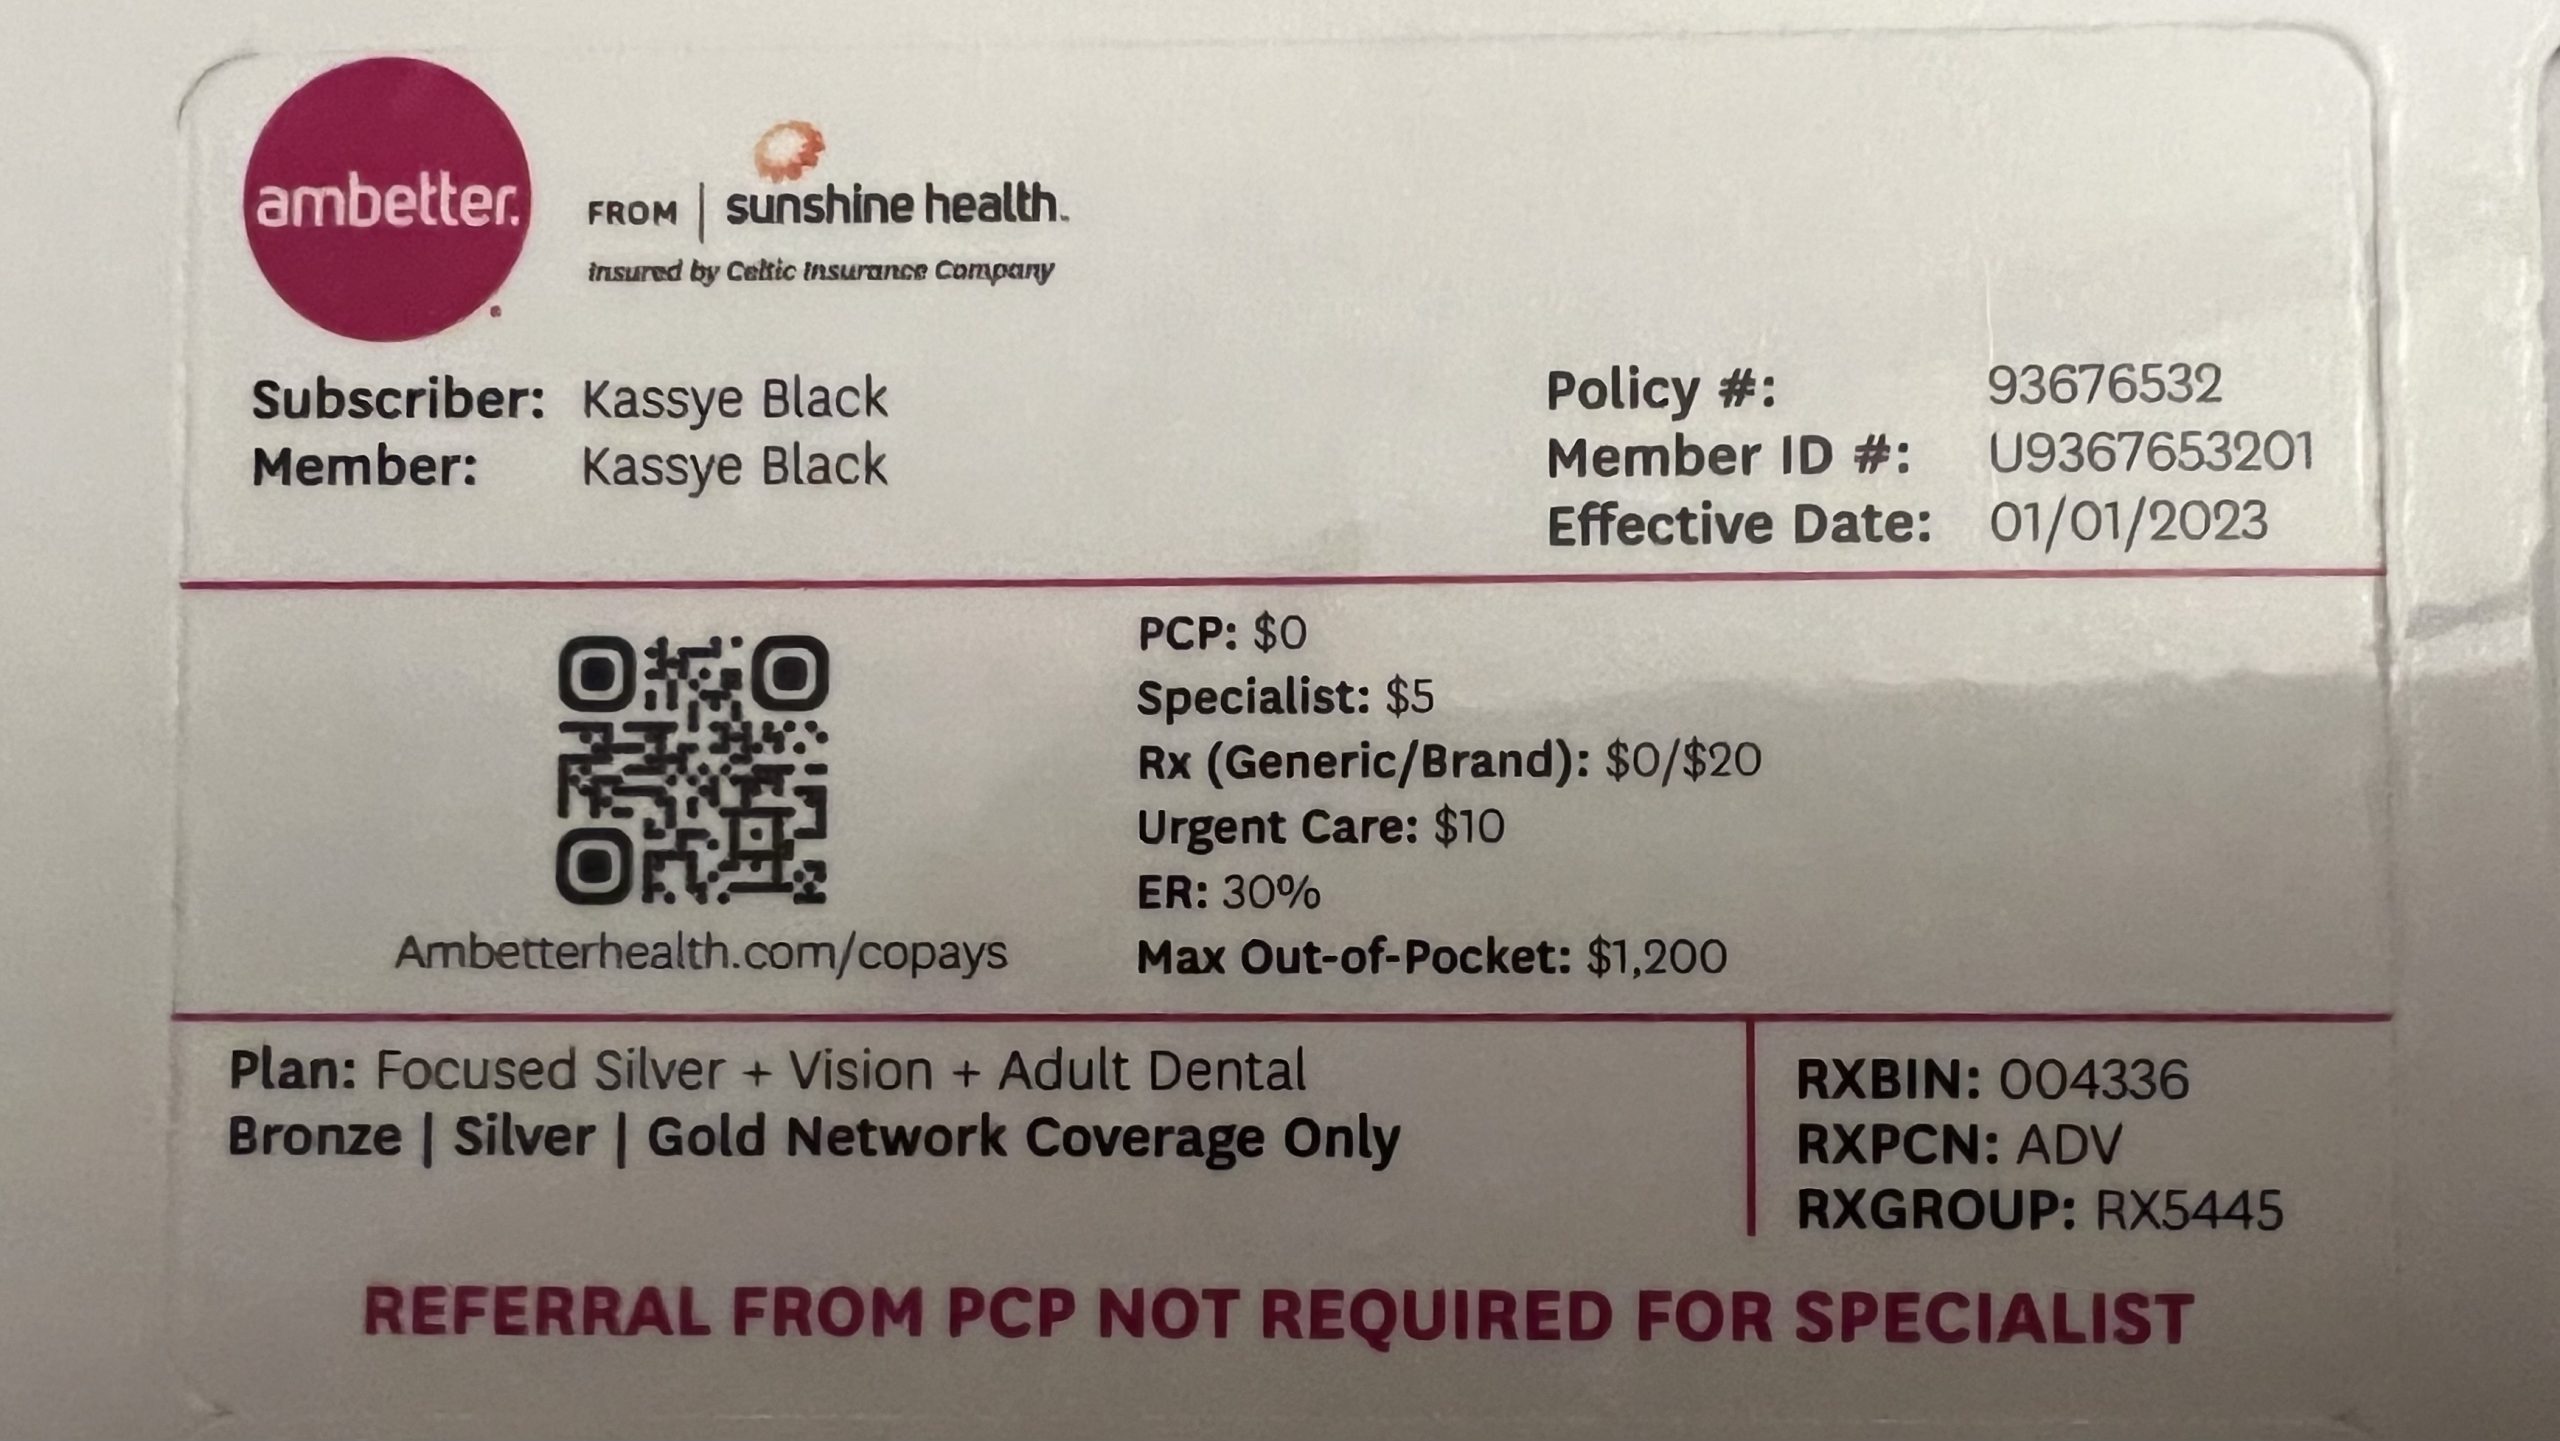 ambetter.
FROM | sunshine health.
Insured by Celtic Insurance Company
Subscriber: Kassye Black
Member: Kassye Black
Policy #: 93676532
Member ID #: U9367653201
Effective Date: 01/01/2023
Ambetterhealth.com/copays
PCP: $0
Specialist: $5
Rx (Generic/Brand): $0/$20
Urgent Care: $10
ER: 30%
Max Out-of-Pocket: $1,200
Plan: Focused Silver + Vision + Adult Dental
Bronze | Silver | Gold Network Coverage Only
RXBIN: 004336
RXPCN: ADV
RXGROUP: RX5445
REFERRAL FROM PCP NOT REQUIRED FOR SPECIALIST